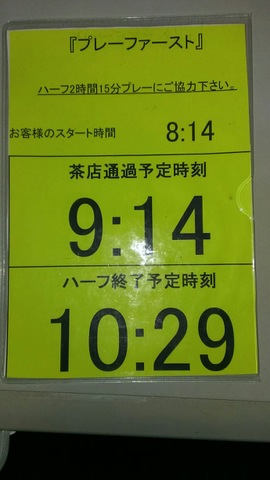 『プレーファースト』
ハーフ2時間15分プレーにご協力下さい。
お客様のスタート時間 8:14
茶店通過予定時刻
9:14
ハーフ終了予定時刻
10:29